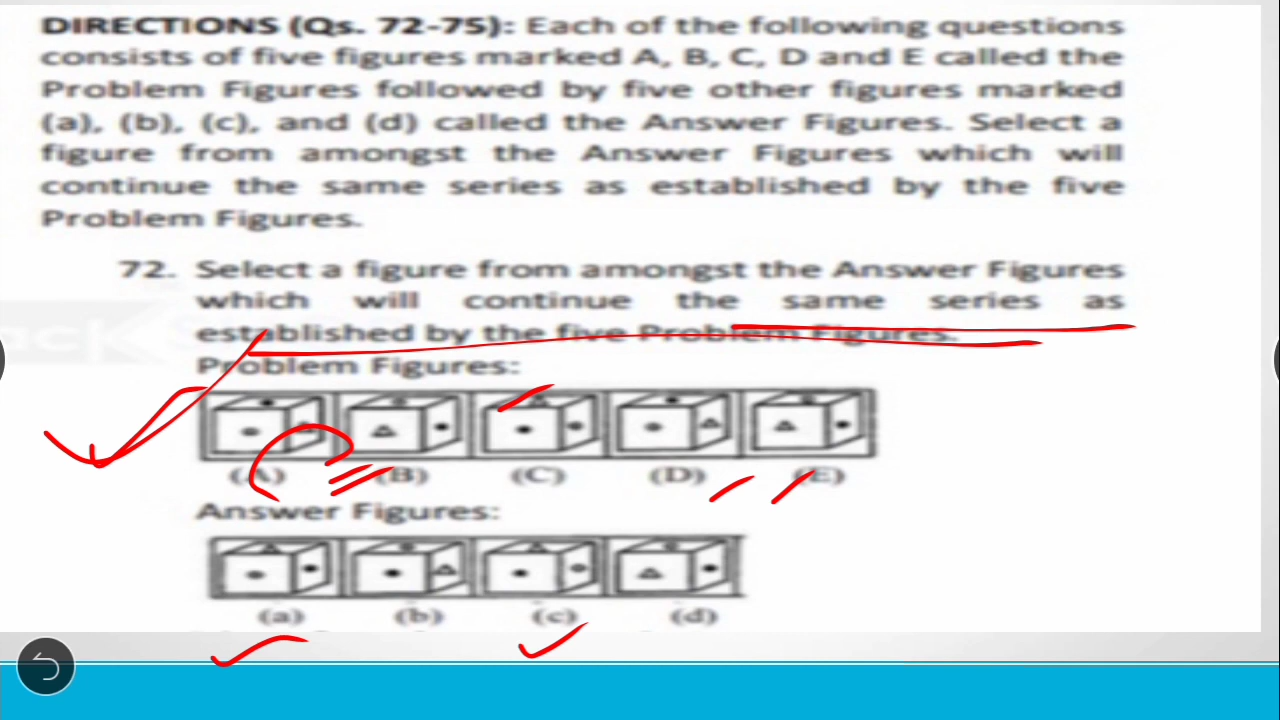 DIRECTIONS (Qs. 72-75): Each of the following questions
consists of five figures marked A, B, C, D and E called the
Problem Figures followed by five other figures marked
(a), (b), (c), and (d) called the Answer Figures. Select a
figure from amongst the Answer Figures which will
continue the same series as established by the five
Problem Figures.
72. Select a figure from amongst the Answer Figures
which will continue the same series as
established by the five Problem Figures.
Problem Figures:
(A) (B) (C) (D) (E)
Answer Figures:
(a) (b) (c) (d)